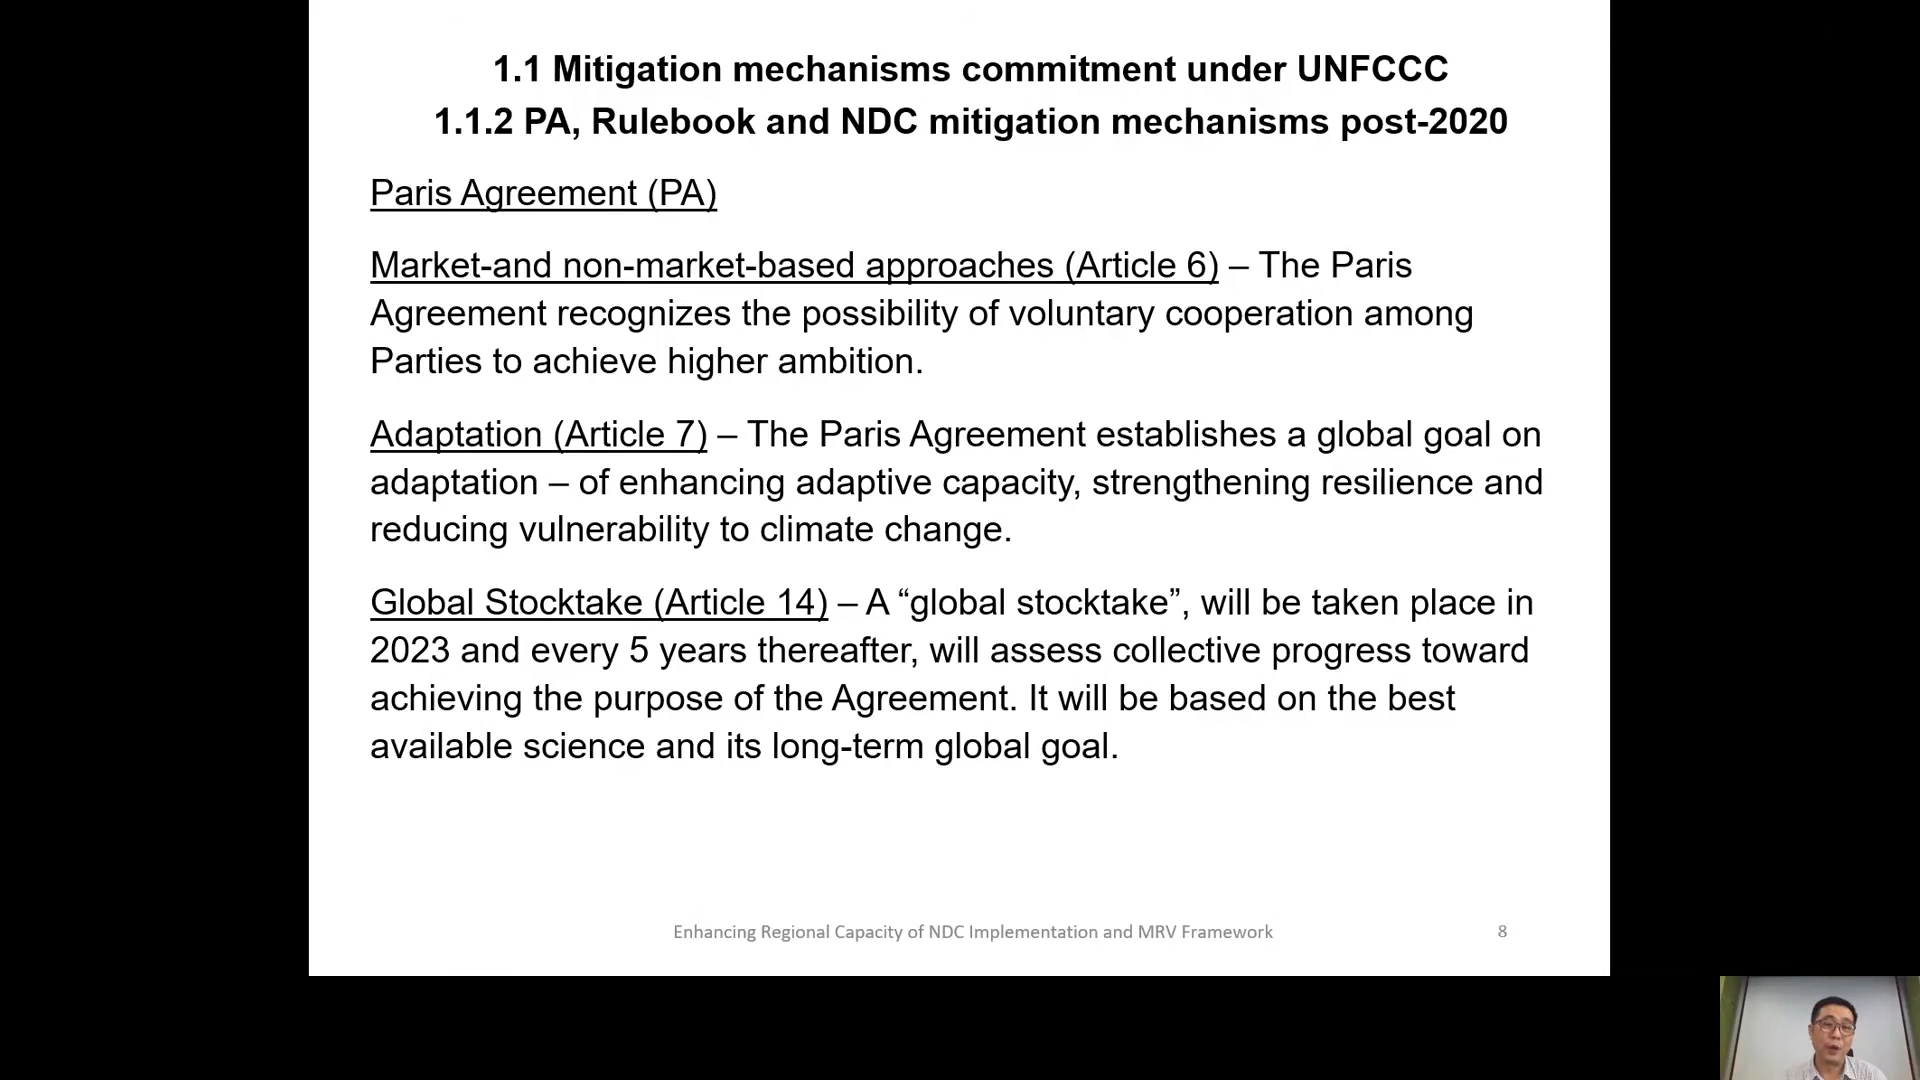 1.1 Mitigation mechanisms commitment under UNFCCC
1.1.2 PA, Rulebook and NDC mitigation mechanisms post-2020
Paris Agreement (PA)
Market-and non-market-based approaches (Article 6) – The Paris
Agreement recognizes the possibility of voluntary cooperation among
Parties to achieve higher ambition.
Adaptation (Article 7) – The Paris Agreement establishes a global goal on
adaptation – of enhancing adaptive capacity, strengthening resilience and
reducing vulnerability to climate change.
Global Stocktake (Article 14) – A “global stocktake”, will be taken place in
2023 and every 5 years thereafter, will assess collective progress toward
achieving the purpose of the Agreement. It will be based on the best
available science and its long-term global goal.
Enhancing Regional Capacity of NDC Implementation and MRV Framework
8